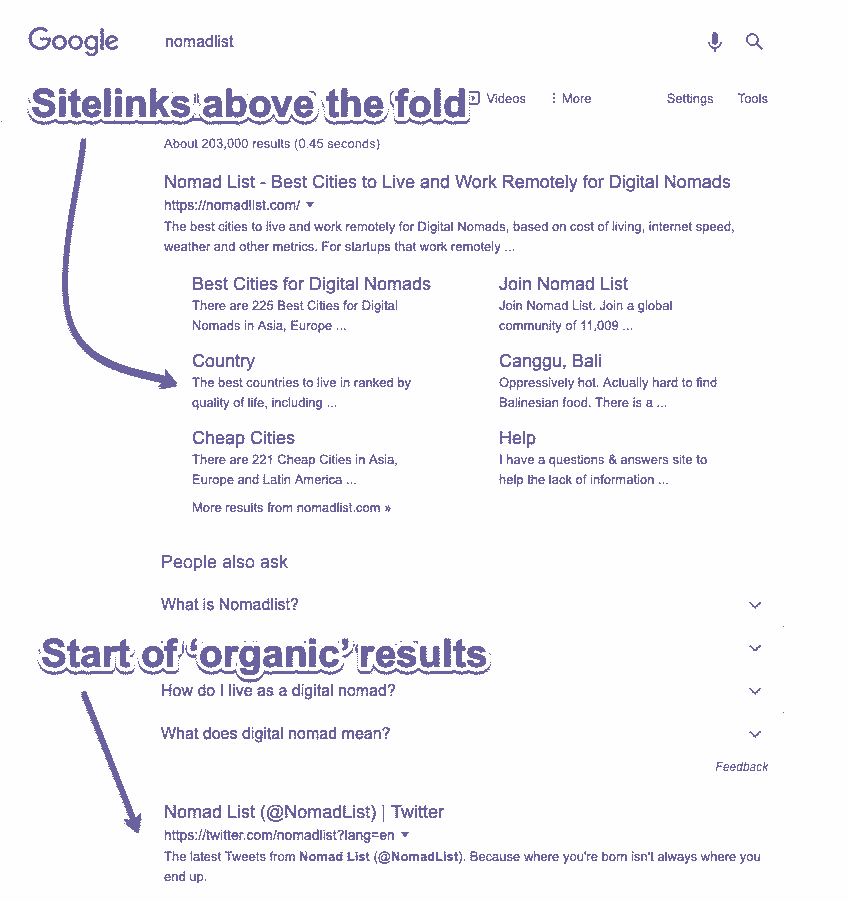 Google
nomadlist
Sitelinks above the fold
Videos
More
Settings
Tools
About 203,000 results (0.45 seconds)
Nomad List - Best Cities to Live and Work Remotely for Digital Nomads
https://nomadlist.com/
The best cities to live and work remotely for Digital Nomads, based on cost of living, internet speed,
weather and other metrics. For startups that work remotely ...
Best Cities for Digital Nomads
There are 225 Best Cities for Digital
Nomads in Asia, Europe ...
Join Nomad List
Join Nomad List. Join a global
community of 11,009 ...
Country
The best countries to live in ranked by
quality of life, including ...
Canggu, Bali
Oppressively hot. Actually hard to find
Balinesian food. There is a ...
Cheap Cities
There are 221 Cheap Cities in Asia,
Europe and Latin America ...
Help
I have a questions & answers site to
help the lack of information ...
More results from nomadlist.com »
People also ask
What is Nomadlist?
Start of ‘organic’ results
How do I live as a digital nomad?
What does digital nomad mean?
Feedback
Nomad List (@NomadList) | Twitter
https://twitter.com/nomadlist?lang=en
The latest Tweets from Nomad List (@NomadList). Because where you're born isn't always where you
end up.